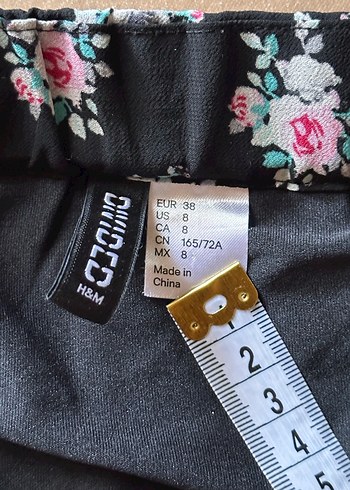 DIVIDED
H&M
EUR 38
US 8
CA 8
CN 165/72A
MX 8
Made in
China
1
2
3
4
5